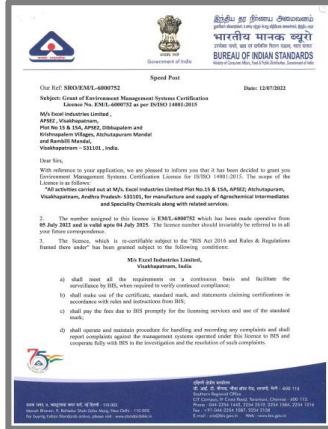 இந்திய தர நிர்ணய அமைவனம்
भारतीय मानक ब्यूरो
BUREAU OF INDIAN STANDARDS
Government of India
Speed Post
Our Ref: SRO/EM/L-6000752
Date: 12/07/2022
Subject: Grant of Environment Management Systems Certification
Licence No. EM/L-6000752 as per IS/ISO 14001:2015
M/s Excel Industries Limited ,
APSEZ , Visakhapatnam,
Plot No 15 & 15A, APSEZ, Dibbapalem and
Krishnapalem Villages, Atchutapuram Mandal
and Rambilli Mandal,
Visakhapatnam – 531101 , India.
Dear Sirs,
With reference to your application, we are pleased to inform you that it has been decided to grant you
Environment Management Systems Certification Licence for IS/ISO 14001:2015. The scope of the
Licence is as follows:
"All activities carried out at M/s. Excel Industries Limited Plot No.15 & 15A, APSEZ; Atchutapuram,
Visakhapatnam, Andhra Pradesh- 531101, for manufacture and supply of Agrochemical Intermediates
and Speciality Chemicals along with related services.
2. The number assigned to this licence is EM/L-6000752 which has been made operative from
05 July 2022 and is valid upto 04 July 2025. The licence number should invariably be referred to in all
your future correspondence.
3. The licence, which is re-certifiable subject to the "BIS Act 2016 and Rules & Regulations
framed there under" has been granted subject to the following conditions:
M/s Excel Industries Limited,
Visakhapatnam, India
a) shall meet all the requirements on a continuous basis and facilitate the
surveillance by BIS, when required to verify continued compliance;
b) shall make use of the certificate, standard mark, and statements claiming certifications in
accordance with rules and instructions from BIS;
c) shall pay the fees due to BIS promptly for the licensing services and use of the standard
mark;
d) shall operate and maintain procedure for handling and recording any complaints and shall
report complaints against the management systems operated under this licence to BIS and
cooperate fully with BIS in the investigation and the resolution of such complaints.
75
Southern Regional Office